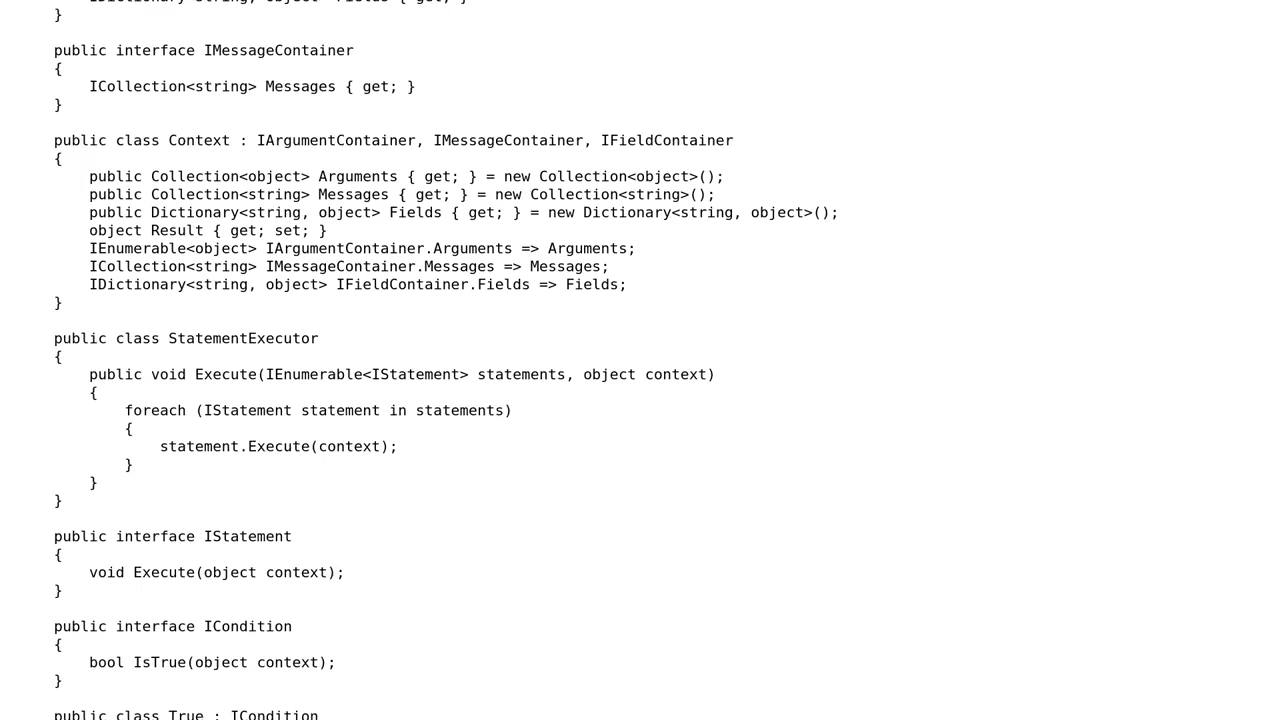 }
public interface IMessageContainer
{
    ICollection<string> Messages { get; }
}
public class Context : IArgumentContainer, IMessageContainer, IFieldContainer
{
    public Collection<object> Arguments { get; } = new Collection<object>();
    public Collection<string> Messages { get; } = new Collection<string>();
    public Dictionary<string, object> Fields { get; } = new Dictionary<string, object>();
    object Result { get; set; }
    IEnumerable<object> IArgumentContainer.Arguments => Arguments;
    ICollection<string> IMessageContainer.Messages => Messages;
    IDictionary<string, object> IFieldContainer.Fields => Fields;
}
public class StatementExecutor
{
    public void Execute(IEnumerable<IStatement> statements, object context)
    {
        foreach (IStatement statement in statements)
        {
            statement.Execute(context);
        }
    }
}
public interface IStatement
{
    void Execute(object context);
}
public interface ICondition
{
    bool IsTrue(object context);
}
public class True : ICondition